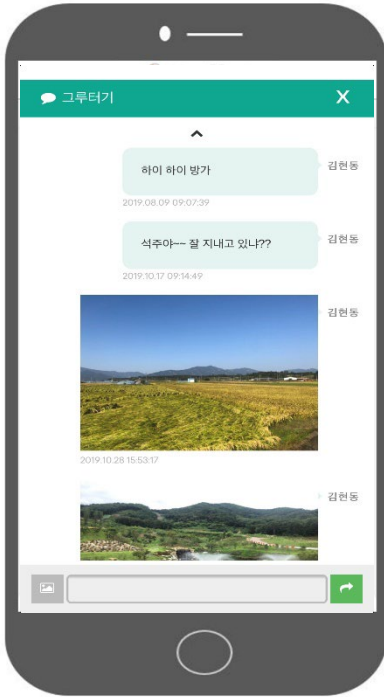 그루터기 X
김현동
하이 하이 방가
2019.08.09 09:07:39
김현동
석주야~~ 잘 지내고 있냐??
2019.10.17 09:14:49
김현동
2019.10.28 15:53:17
김현동